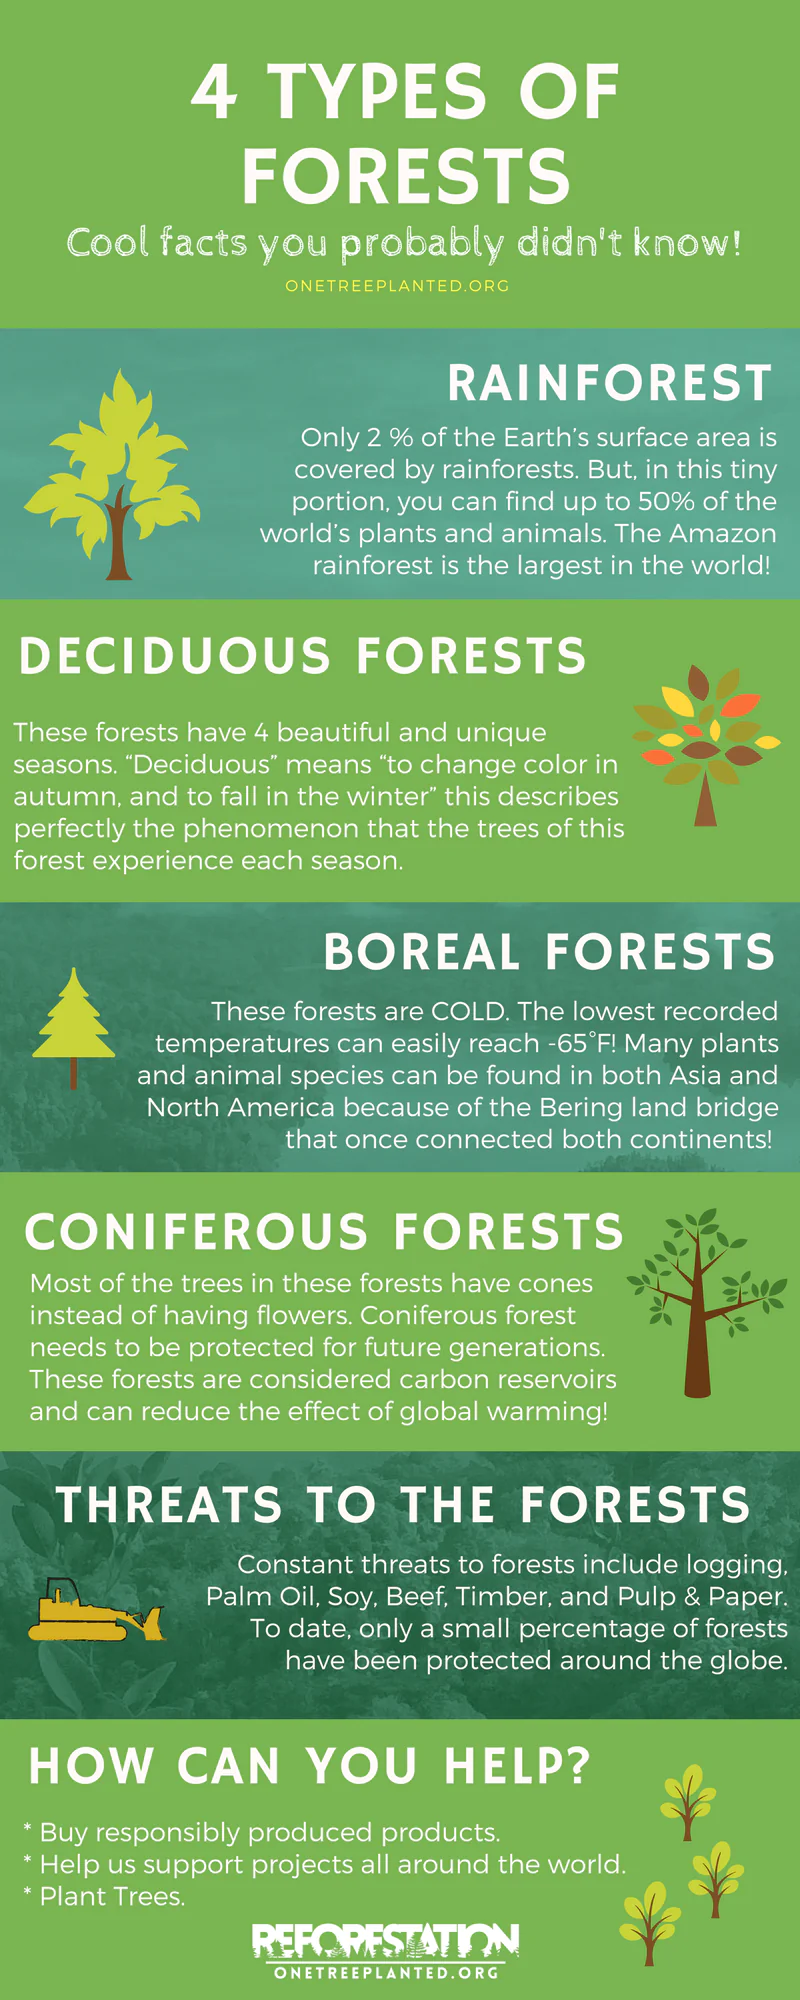 4 TYPES OF
FORESTS
Cool facts you probably didn't know!
ONETREEPLANTED.ORG
RAINFOREST
Only 2 % of the Earth's surface area is
covered by rainforests. But, in this tiny
portion, you can find up to 50% of the
world's plants and animals. The Amazon
rainforest is the largest in the world!
DECIDUOUS FORESTS
These forests have 4 beautiful and unique
seasons. “Deciduous” means “to change color in
autumn, and to fall in the winter” this describes
perfectly the phenomenon that the trees of this
forest experience each season.
BOREAL FORESTS
These forests are COLD. The lowest recorded
temperatures can easily reach -65°F! Many plants
and animal species can be found in both Asia and
North America because of the Bering land bridge
that once connected both continents!
CONIFEROUS FORESTS
Most of the trees in these forests have cones
instead of having flowers. Coniferous forest
needs to be protected for future generations.
These forests are considered carbon reservoirs
and can reduce the effect of global warming!
THREATS TO THE FORESTS
Constant threats to forests include logging,
Palm Oil, Soy, Beef, Timber, and Pulp & Paper.
To date, only a small percentage of forests
have been protected around the globe.
HOW CAN YOU HELP?
* Buy responsibly produced products.
* Help us support projects all around the world.
* Plant Trees.
REFORESTATION
ONETREEPLANTED.ORG